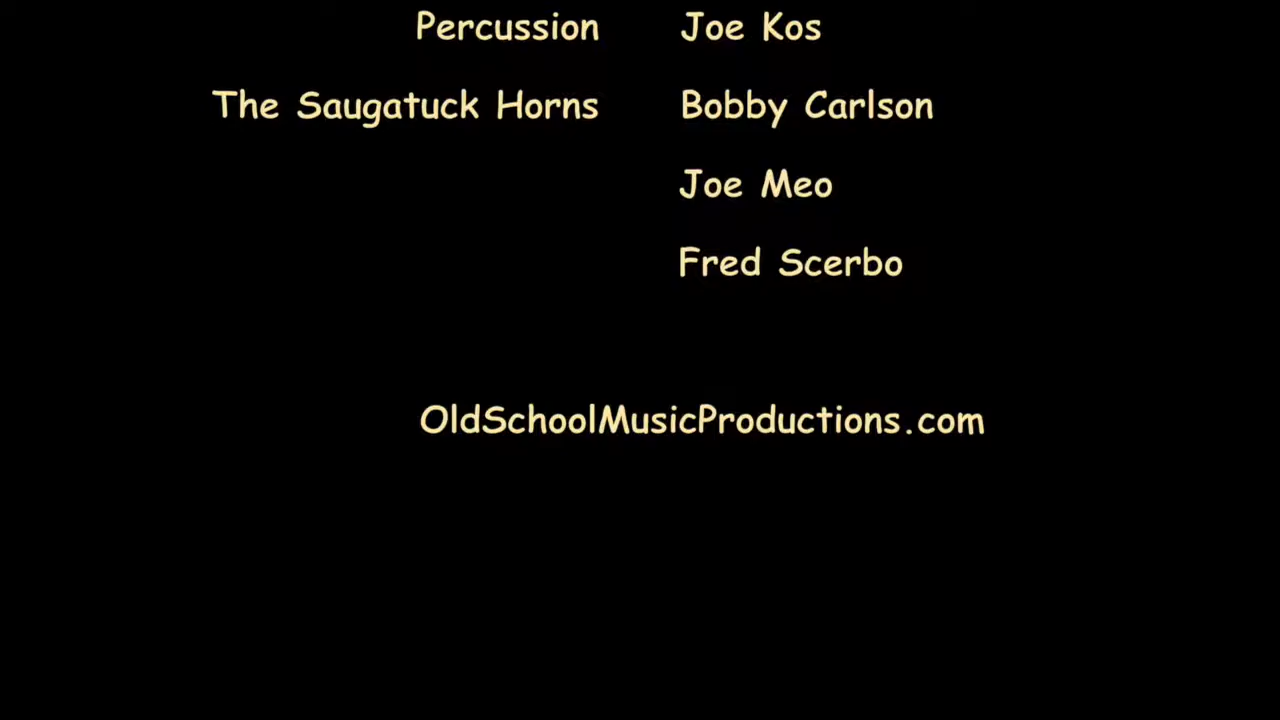 Percussion Joe Kos
The Saugatuck Horns Bobby Carlson
Joe Meo
Fred Scerbo
OldSchoolMusicProductions.com